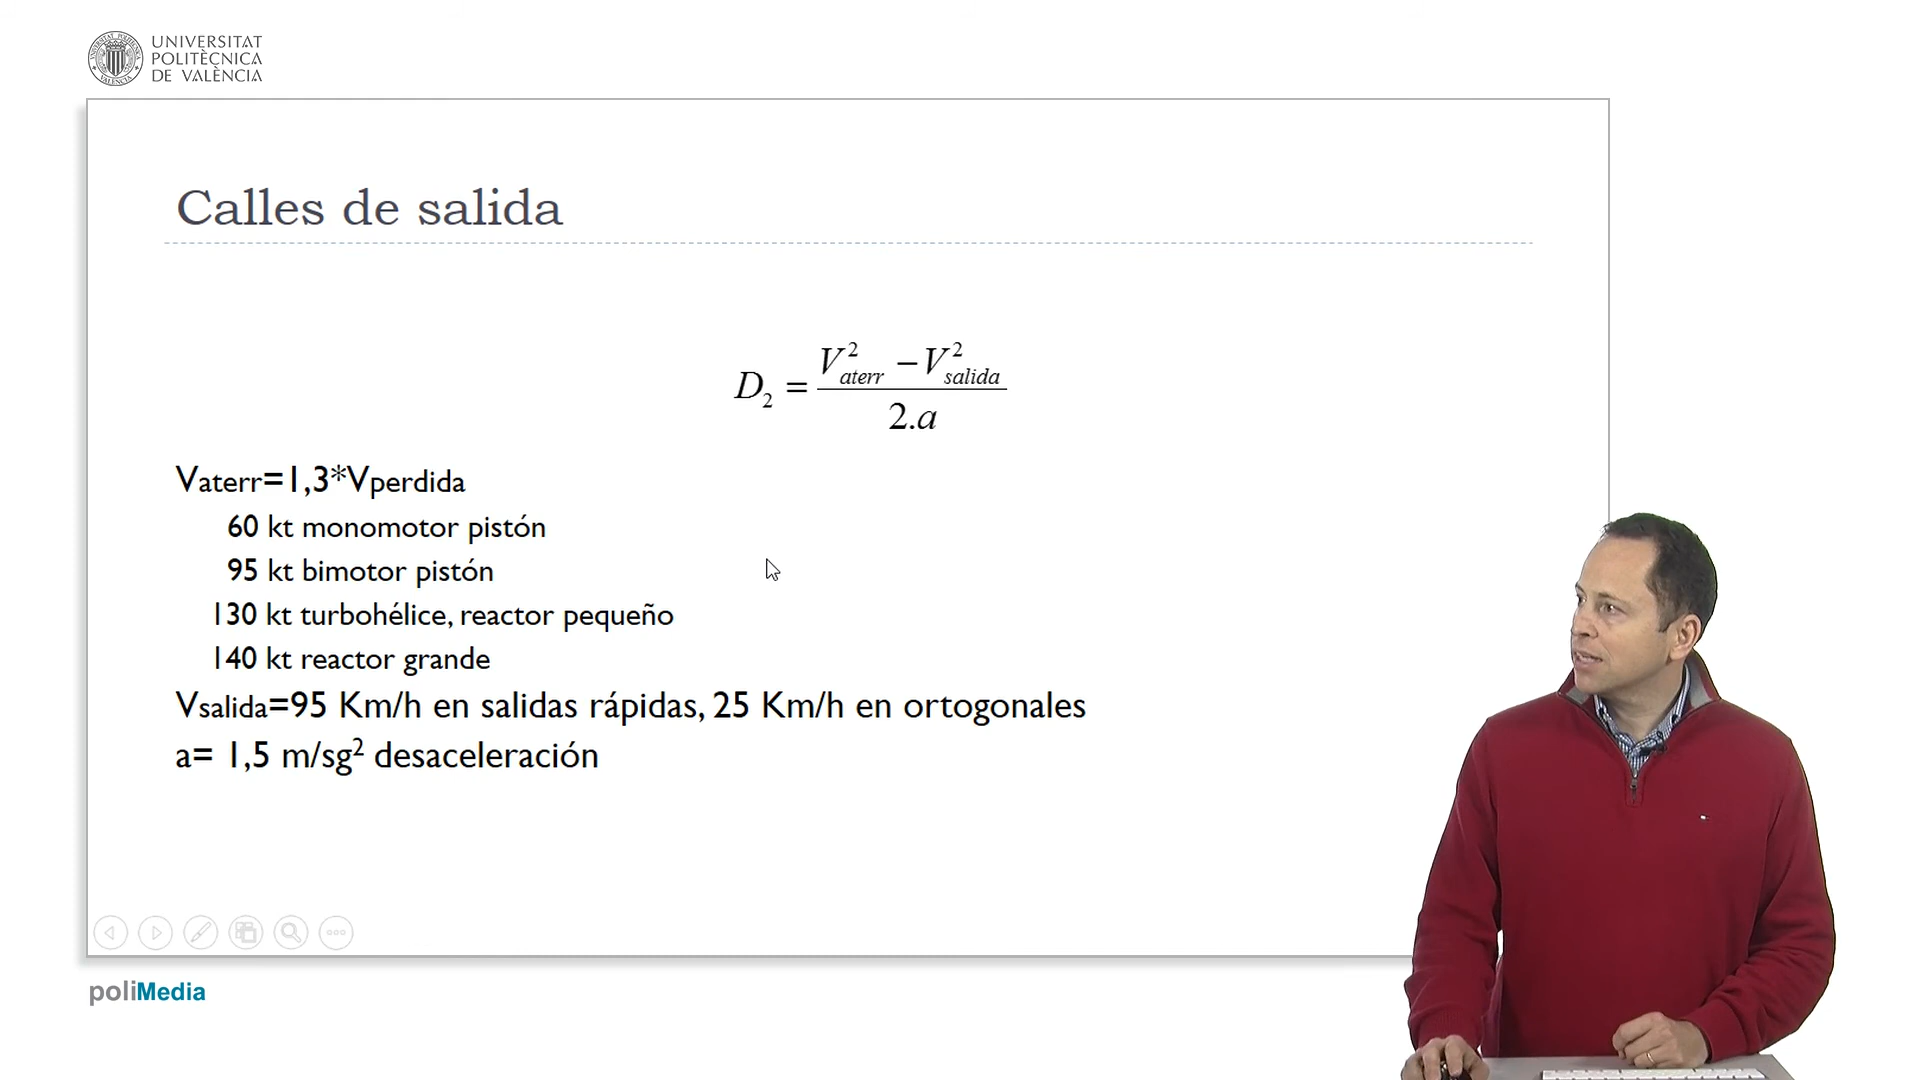 UNIVERSITAT
POLITÈCNICA
DE VALÈNCIA
Calles de salida
D₂ = (V²aterr − V²salida) / 2.a
Vaterr=1,3*Vperdida
60 kt monomotor pistón
95 kt bimotor pistón
130 kt turbohélice, reactor pequeño
140 kt reactor grande
Vsalida=95 Km/h en salidas rápidas, 25 Km/h en ortogonales
a= 1,5 m/sg² desaceleración
poliMedia